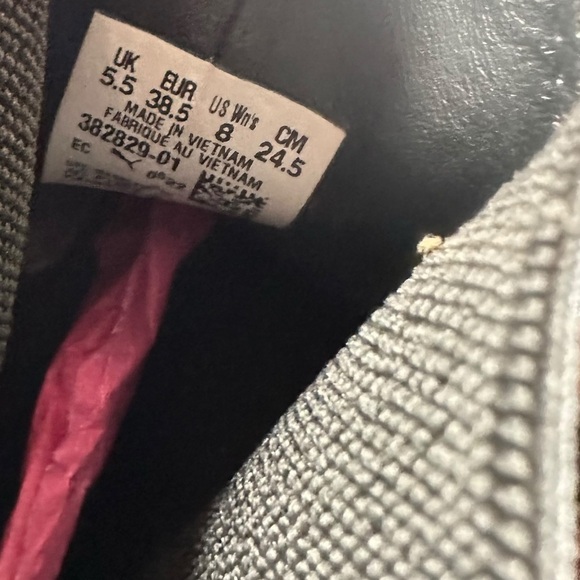 UK EUR US Wn's CM
5.5 38.5 8 24.5
MADE IN VIETNAM
FABRIQUÉ AU VIETNAM
382829-01
EC